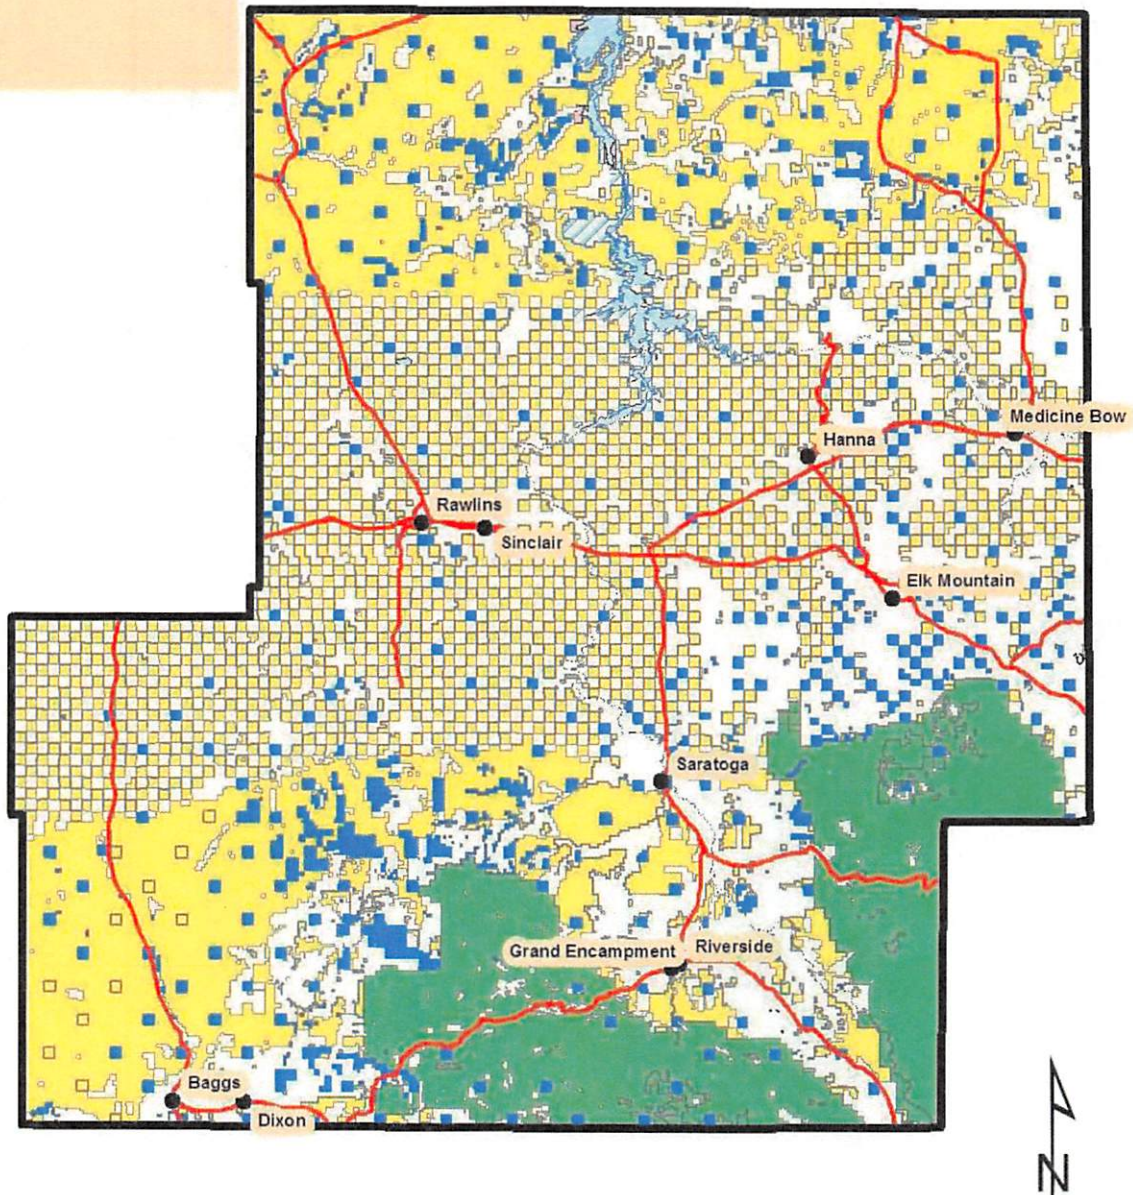 Medicine Bow
Hanna
Rawlins
Sinclair
Elk Mountain
Saratoga
Grand Encampment
Riverside
Baggs
Dixon
N